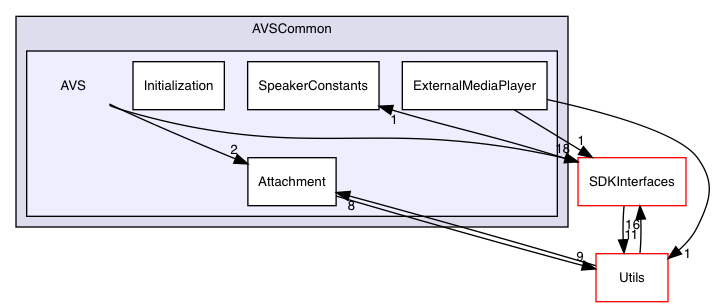 AVSCommon
AVS
Initialization
SpeakerConstants
ExternalMediaPlayer
1
1
2
18
Attachment
SDKInterfaces
8
16
11
9
1
Utils